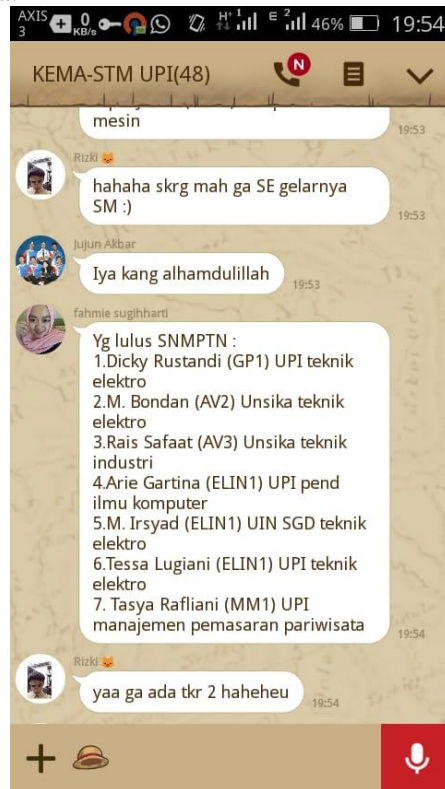 AXIS
3
0
KB/s
H+ 1
E 2
46%
19:54
KEMA-STM UPI(48)
N
mesin
19:53
Rizki 🐱
hahaha skrg mah ga SE gelarnya
SM :)
19:53
Jujun Akbar
Iya kang alhamdulillah
19:53
fahmie sugihharti
Yg lulus SNMPTN :
1.Dicky Rustandi (GP1) UPI teknik
elektro
2.M. Bondan (AV2) Unsika teknik
elektro
3.Rais Safaat (AV3) Unsika teknik
industri
4.Arie Gartina (ELIN1) UPI pend
ilmu komputer
5.M. Irsyad (ELIN1) UIN SGD teknik
elektro
6.Tessa Lugiani (ELIN1) UPI teknik
elektro
7. Tasya Rafliani (MM1) UPI
manajemen pemasaran pariwisata
19:54
Rizki 🐱
yaa ga ada tkr 2 haheheu
19:54